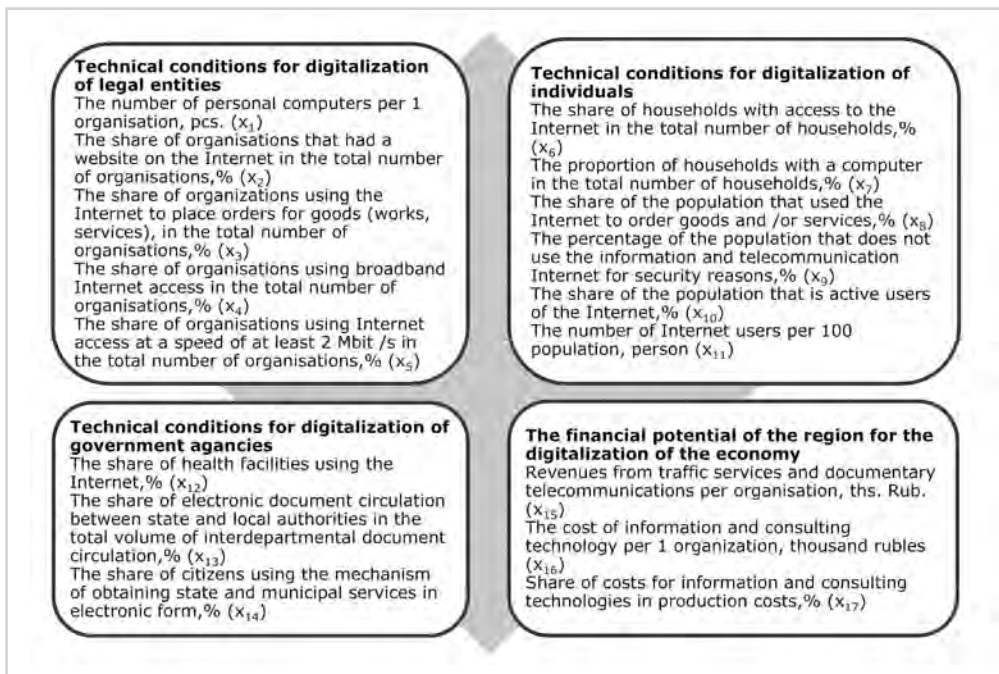 Technical conditions for digitalization
of legal entities
The number of personal computers per 1
organisation, pcs. (x₁)
The share of organisations that had a
website on the Internet in the total number
of organisations,% (x₂)
The share of organizations using the
Internet to place orders for goods (works,
services), in the total number of
organisations,% (x₃)
The share of organisations using broadband
Internet access in the total number of
organisations,% (x₄)
The share of organisations using Internet
access at a speed of at least 2 Mbit /s in
the total number of organisations,% (x₅)
Technical conditions for digitalization of
individuals
The share of households with access to the
Internet in the total number of households,%
(x₆)
The proportion of households with a computer
in the total number of households,% (x₇)
The share of the population that used the
Internet to order goods and /or services,% (x₈)
The percentage of the population that does not
use the information and telecommunication
Internet for security reasons,% (x₉)
The share of the population that is active users
of the Internet,% (x₁₀)
The number of Internet users per 100
population, person (x₁₁)
Technical conditions for digitalization of
government agencies
The share of health facilities using the
Internet,% (x₁₂)
The share of electronic document circulation
between state and local authorities in the
total volume of interdepartmental document
circulation,% (x₁₃)
The share of citizens using the mechanism
of obtaining state and municipal services in
electronic form,% (x₁₄)
The financial potential of the region for the
digitalization of the economy
Revenues from traffic services and documentary
telecommunications per organisation, ths. Rub.
(x₁₅)
The cost of information and consulting
technology per 1 organization, thousand rubles
(x₁₆)
Share of costs for information and consulting
technologies in production costs,% (x₁₇)